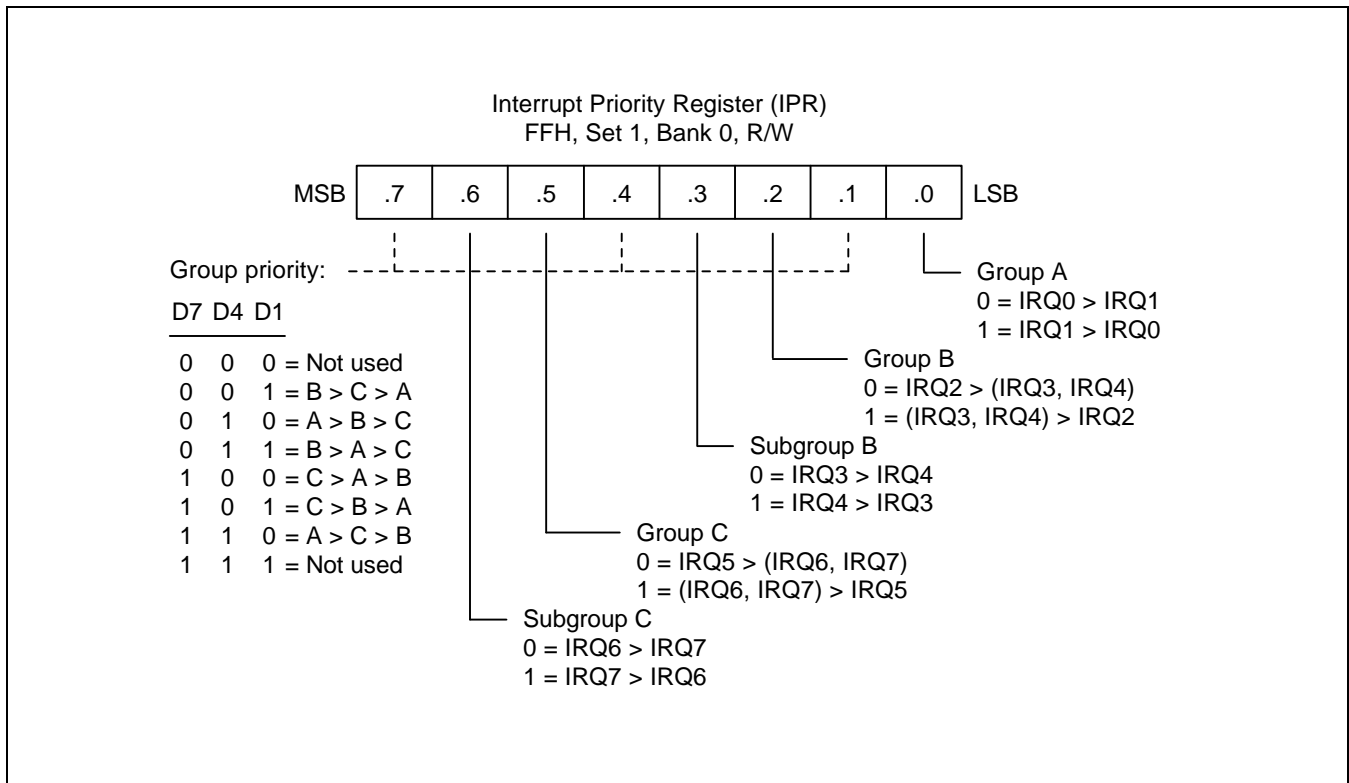 Interrupt Priority Register (IPR)
FFH, Set 1, Bank 0, R/W
MSB .7 .6 .5 .4 .3 .2 .1 .0 LSB
Group priority:
D7 D4 D1
0 0 0 = Not used
0 0 1 = B > C > A
0 1 0 = A > B > C
0 1 1 = B > A > C
1 0 0 = C > A > B
1 0 1 = C > B > A
1 1 0 = A > C > B
1 1 1 = Not used
Group A
0 = IRQ0 > IRQ1
1 = IRQ1 > IRQ0
Group B
0 = IRQ2 > (IRQ3, IRQ4)
1 = (IRQ3, IRQ4) > IRQ2
Subgroup B
0 = IRQ3 > IRQ4
1 = IRQ4 > IRQ3
Group C
0 = IRQ5 > (IRQ6, IRQ7)
1 = (IRQ6, IRQ7) > IRQ5
Subgroup C
0 = IRQ6 > IRQ7
1 = IRQ7 > IRQ6